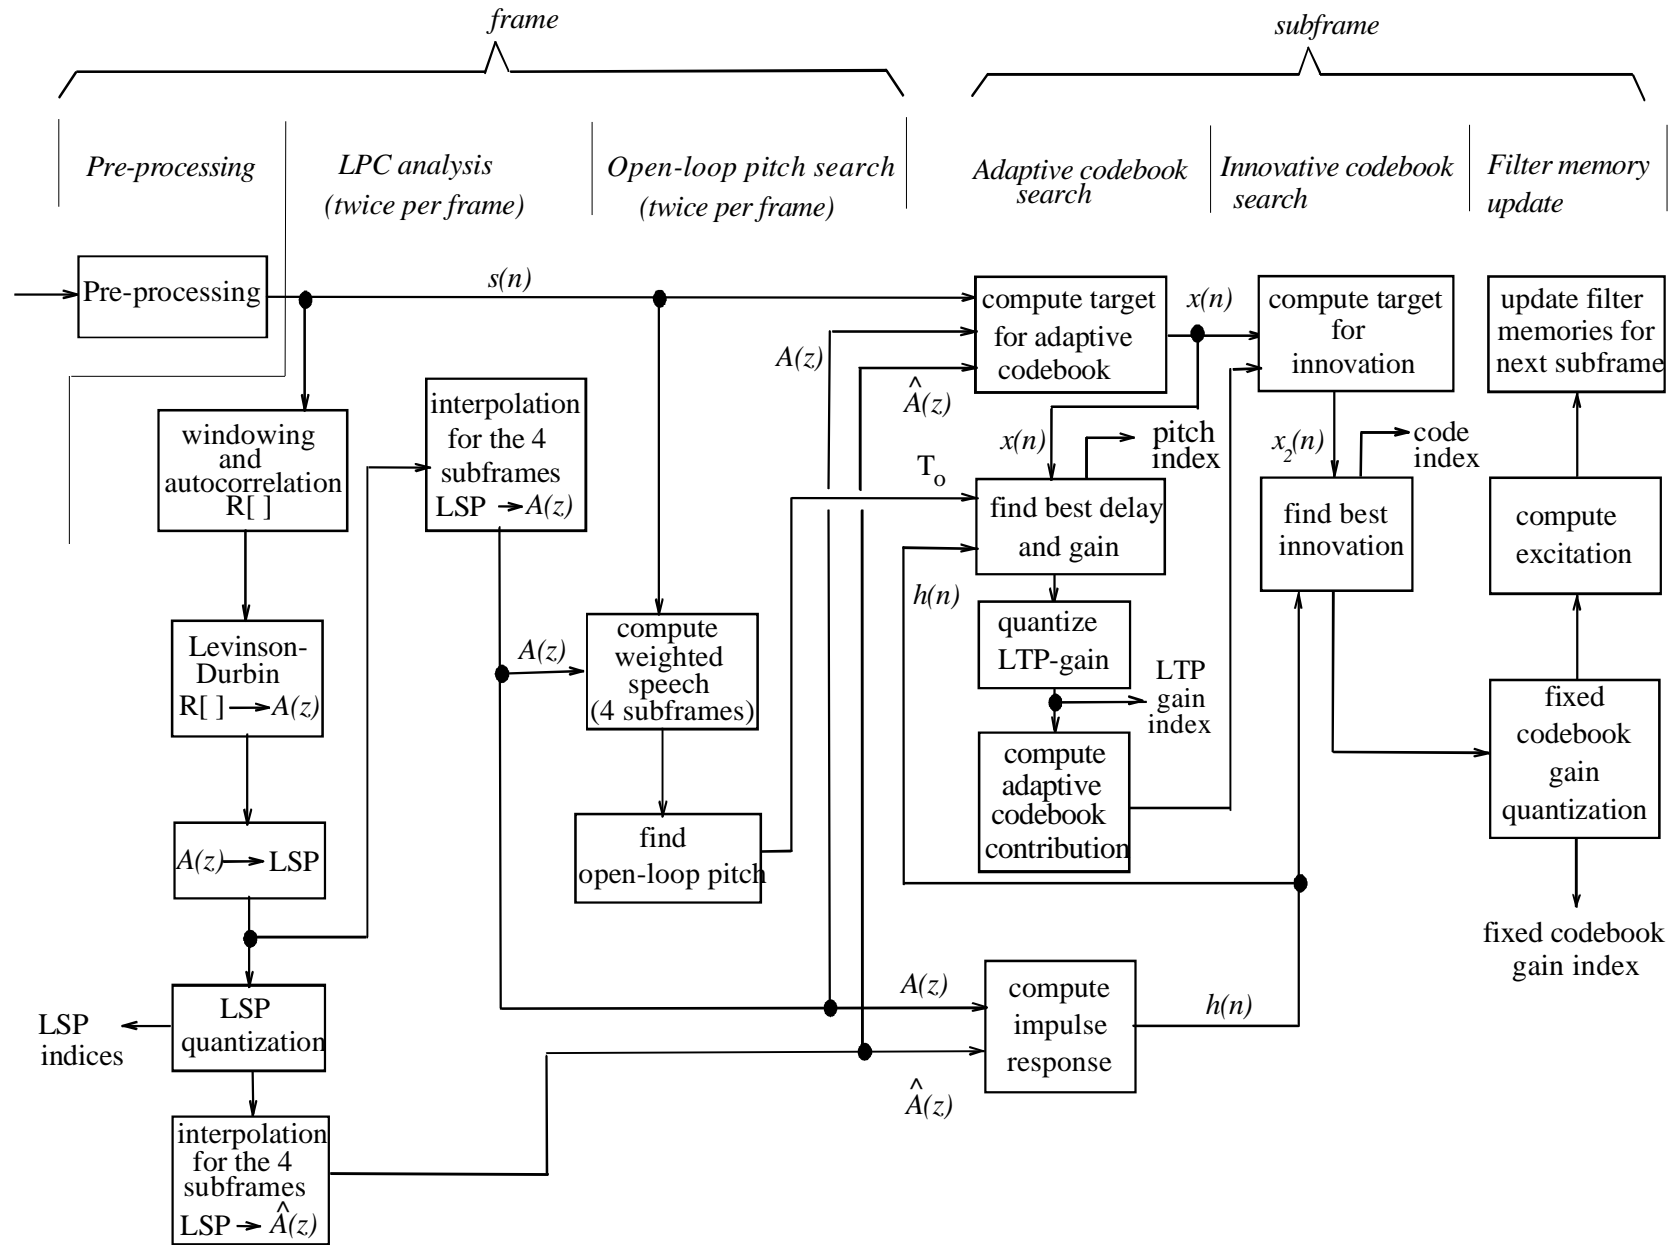 frame
subframe
Pre-processing
LPC analysis
(twice per frame)
Open-loop pitch search
(twice per frame)
Adaptive codebook
search
Innovative codebook
search
Filter memory
update
Pre-processing
s(n)
compute target
for adaptive
codebook
x(n)
compute target
for
innovation
update filter
memories for
next subframe
A(z)
Â(z)
windowing
and
autocorrelation
R[ ]
interpolation
for the 4
subframes
LSP → A(z)
x(n)
pitch
index
x2(n)
code
index
To
find best delay
and gain
find best
innovation
compute
excitation
h(n)
Levinson-
Durbin
R[ ] → A(z)
A(z)
compute
weighted
speech
(4 subframes)
quantize
LTP-gain
LTP
gain
index
fixed
codebook
gain
quantization
compute
adaptive
codebook
contribution
A(z) → LSP
find
open-loop pitch
fixed codebook
gain index
LSP
quantization
LSP
indices
A(z)
compute
impulse
response
h(n)
Â(z)
interpolation
for the 4
subframes
LSP → Â(z)